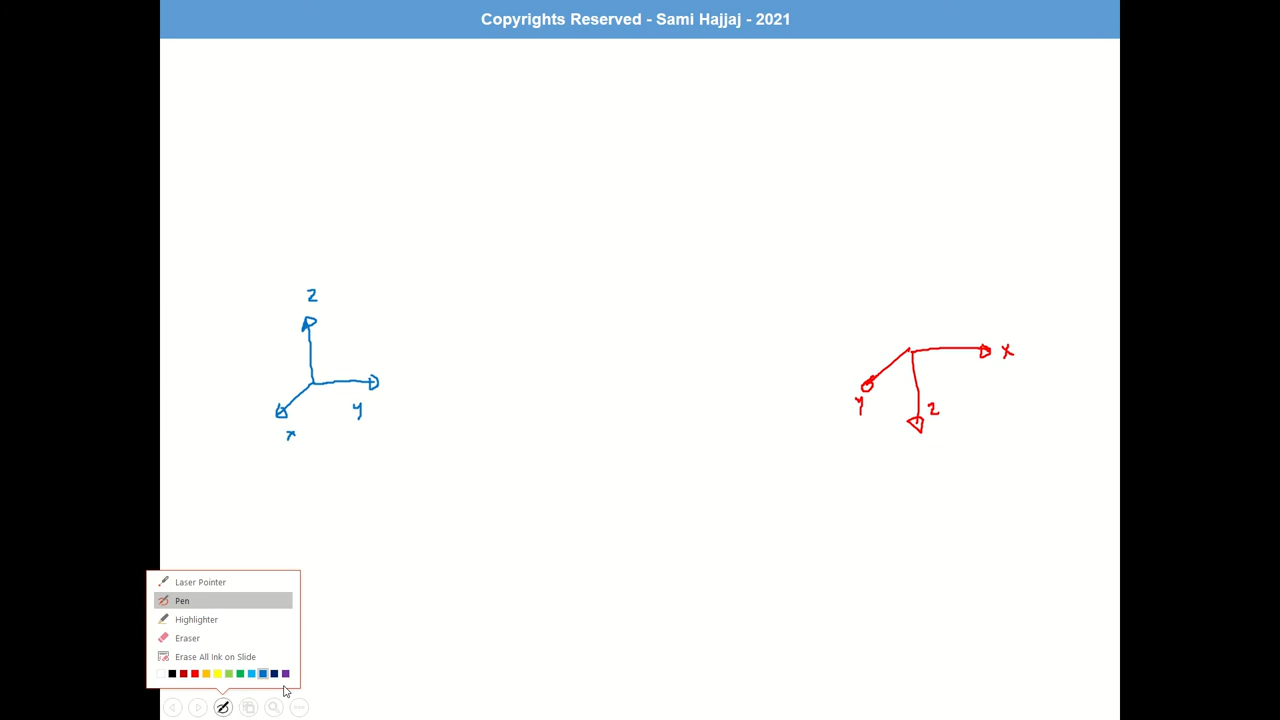 Copyrights Reserved - Sami Hajjaj - 2021
z
y
x
x
y
z
Laser Pointer
Pen
Highlighter
Eraser
Erase All Ink on Slide